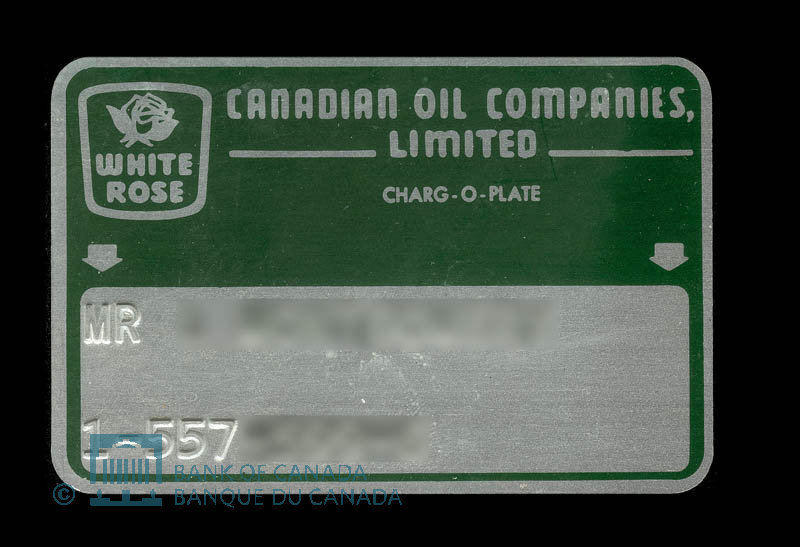 WHITE
ROSE
CANADIAN OIL COMPANIES,
LIMITED
CHARG-O-PLATE
MR
1-557
© BANK OF CANADA
BANQUE DU CANADA